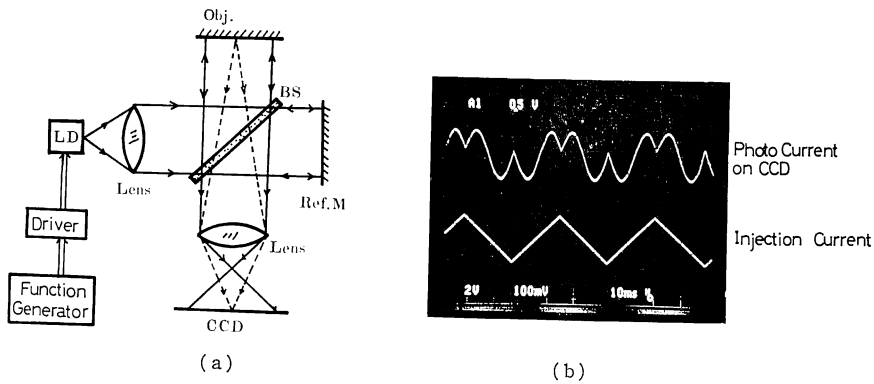 Obj.
BS
LD
Lens
Ref.M
Driver
Lens
Function
Generator
CCD
(a)
A1 0.5 V
Photo Current
on CCD
Injection Current
2V 100mV 10ms
(b)